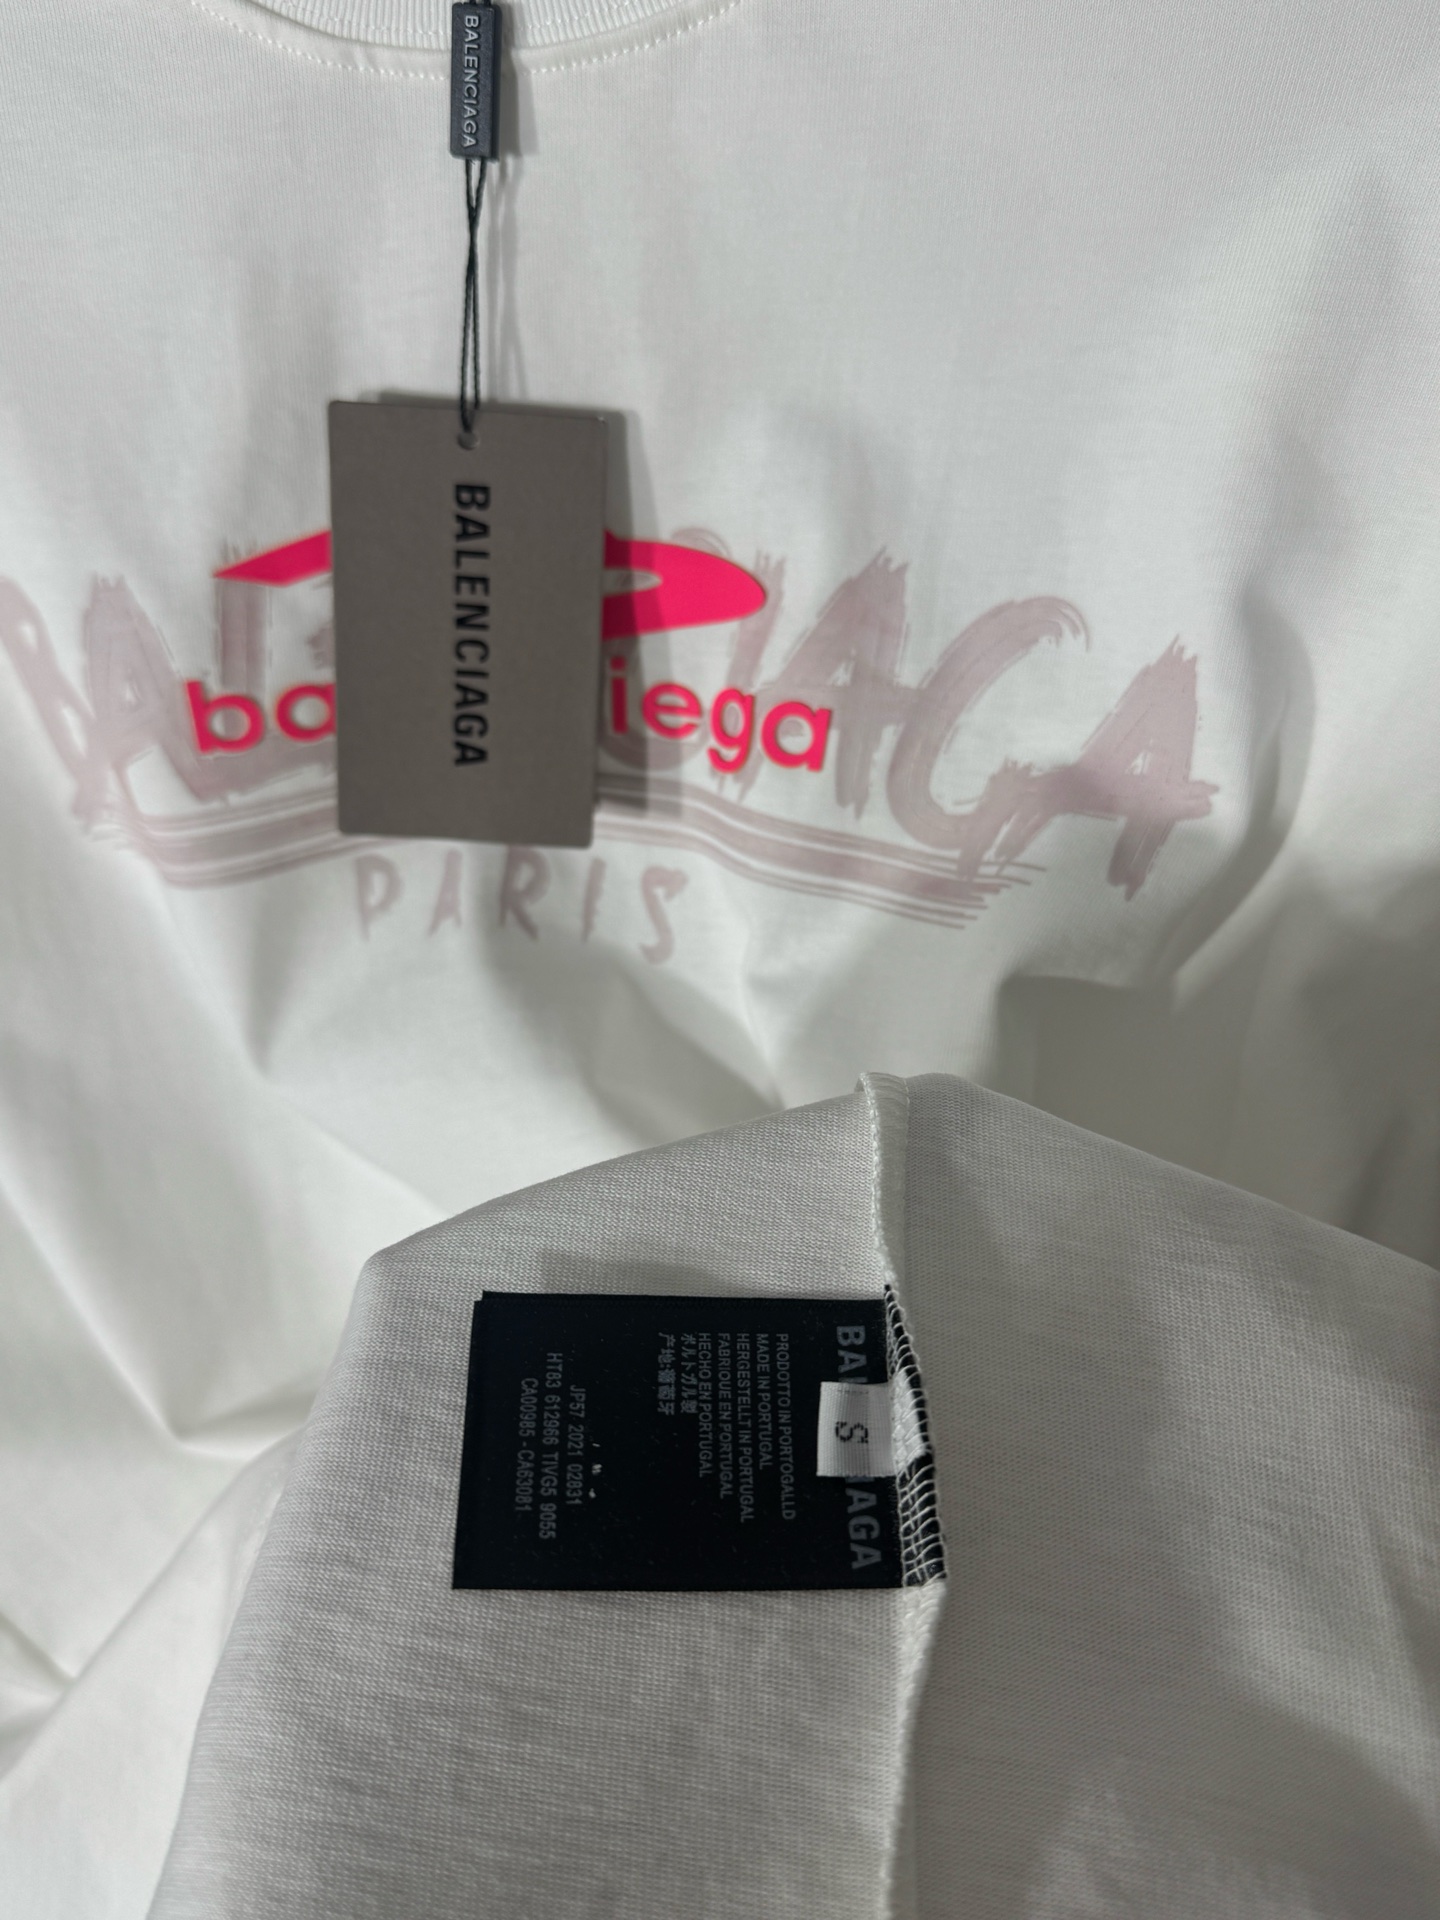 BALENCIAGA
BALENCIAGA
ba iega
PARIS
BAL IAGA
S
PRODOTTO IN PORTOGALLO
MADE IN PORTUGAL
HERGESTELLT IN PORTUGAL
FABRIQUE EN PORTUGAL
HECHO EN PORTUGAL
ポルトガル製
产地:葡萄牙
JP57 2021 02831
HT83 612966 TIVG5 9055
CA00985 - CA63081